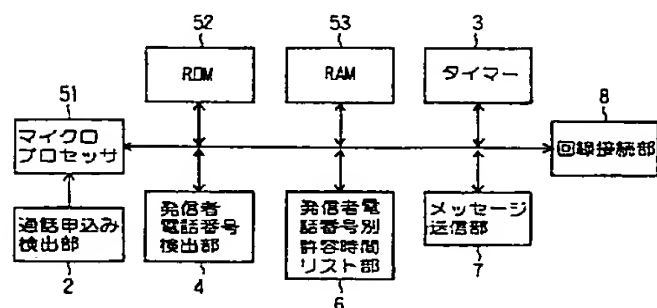 52
53
3
ROM
RAM
タイマー
51
8
マイクロ
プロセッサ
回線接続部
通話申込み
検出部
発信者
電話番号
検出部
発信者電
話番号別
許容時間
リスト部
メッセージ
送信部
2
4
6
7